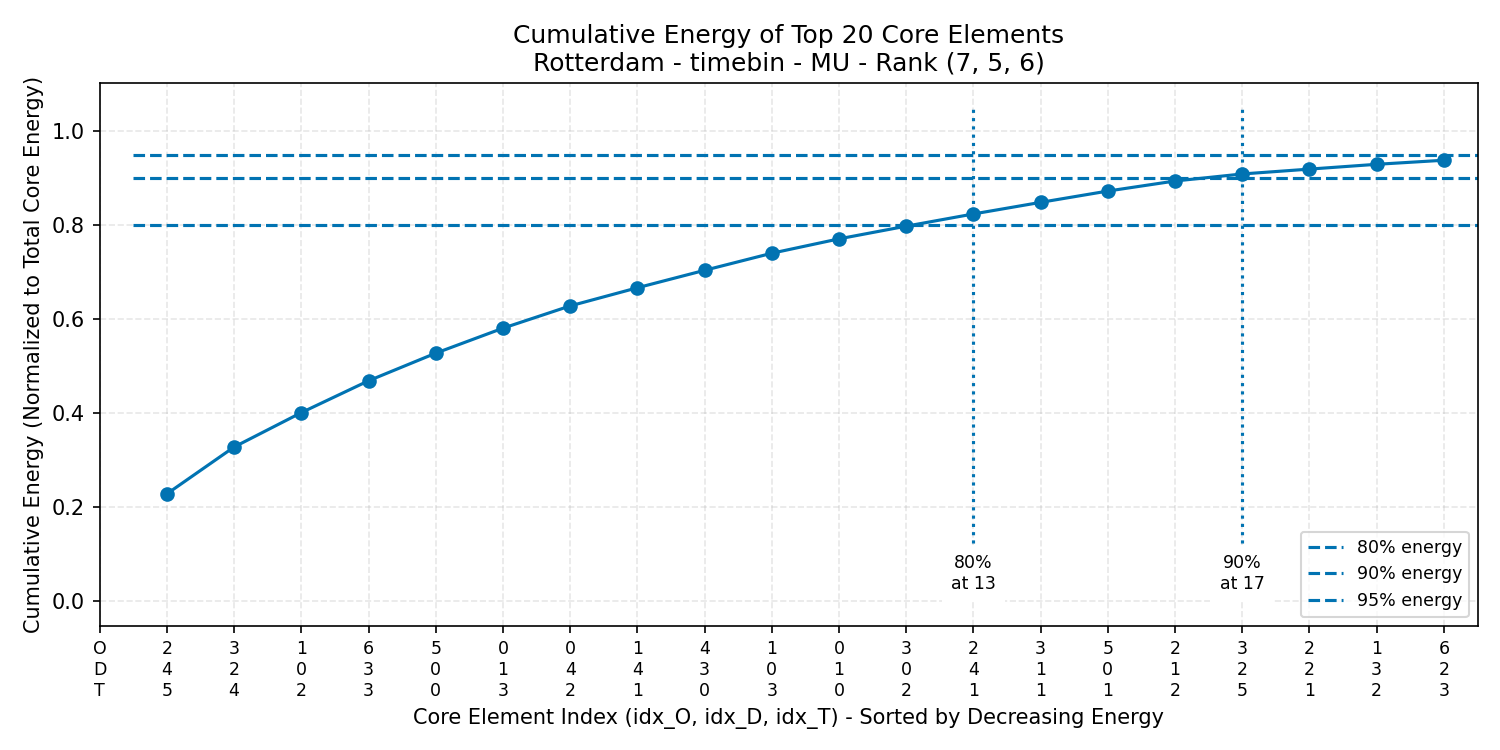 Cumulative Energy of Top 20 Core Elements
Rotterdam - timebin - MU - Rank (7, 5, 6)
Cumulative Energy (Normalized to Total Core Energy)
1.0
0.8
0.6
0.4
0.2
0.0
80%
at 13
90%
at 17
80% energy
90% energy
95% energy
O 2 3 1 6 5 0 0 1 4 1 0 3 2 3 5 2 3 2 1 6
D 4 2 0 3 0 1 4 4 3 0 1 0 4 1 0 1 2 2 3 2
T 5 4 2 3 0 3 2 1 0 3 0 2 1 1 1 2 5 1 2 3
Core Element Index (idx_O, idx_D, idx_T) - Sorted by Decreasing Energy